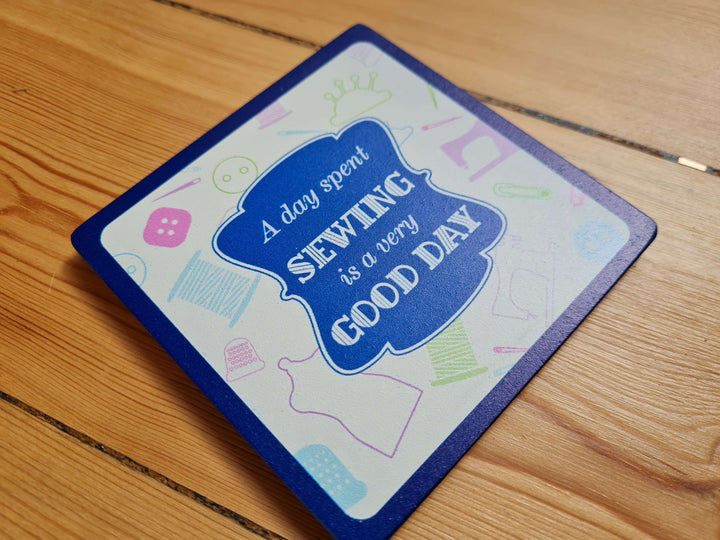 A day spent
SEWING
is a very
GOOD DAY